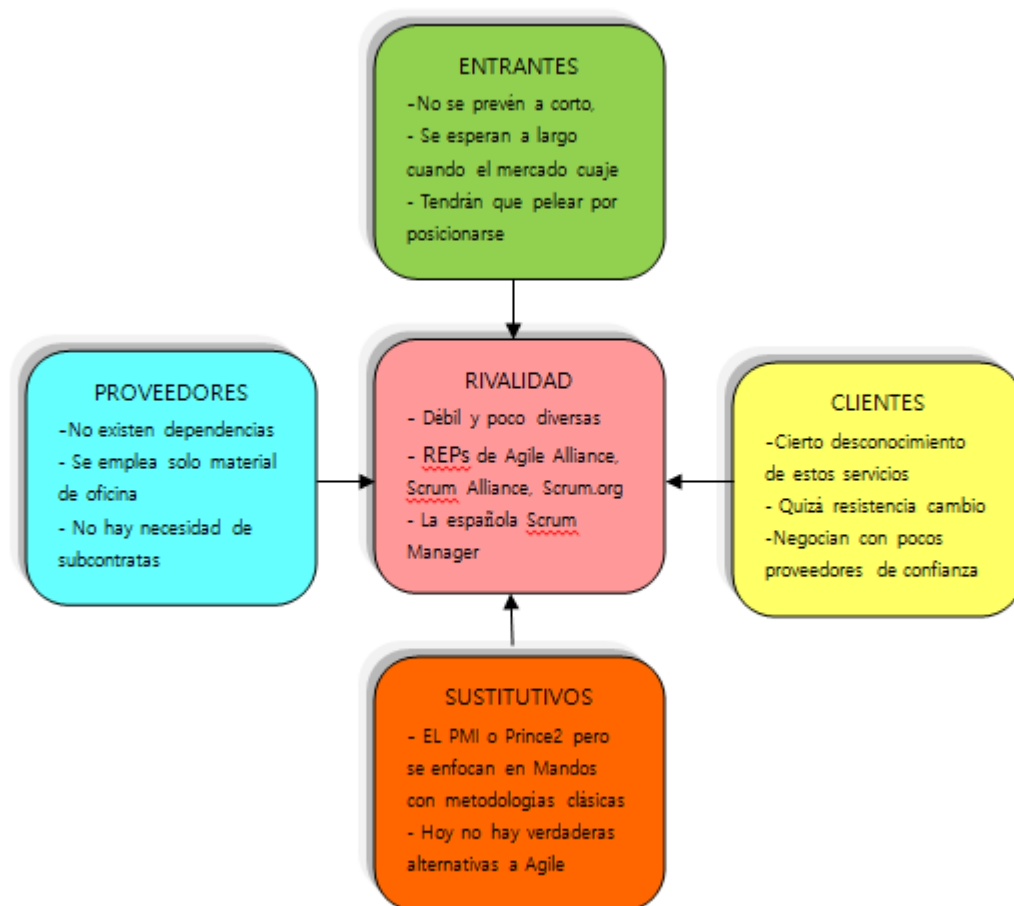 ENTRANTES
-No se prevén a corto,
- Se esperan a largo
cuando el mercado cuaje
- Tendrán que pelear por
posicionarse
PROVEEDORES
-No existen dependencias
- Se emplea solo material
de oficina
- No hay necesidad de
subcontratas
RIVALIDAD
- Débil y poco diversas
- REPs de Agile Alliance,
Scrum Alliance, Scrum.org
- La española Scrum
Manager
CLIENTES
-Cierto desconocimiento
de estos servicios
- Quizá resistencia cambio
-Negocian con pocos
proveedores de confianza
SUSTITUTIVOS
- EL PMI o Prince2 pero
se enfocan en Mandos
con metodologías clásicas
- Hoy no hay verdaderas
alternativas a Agile